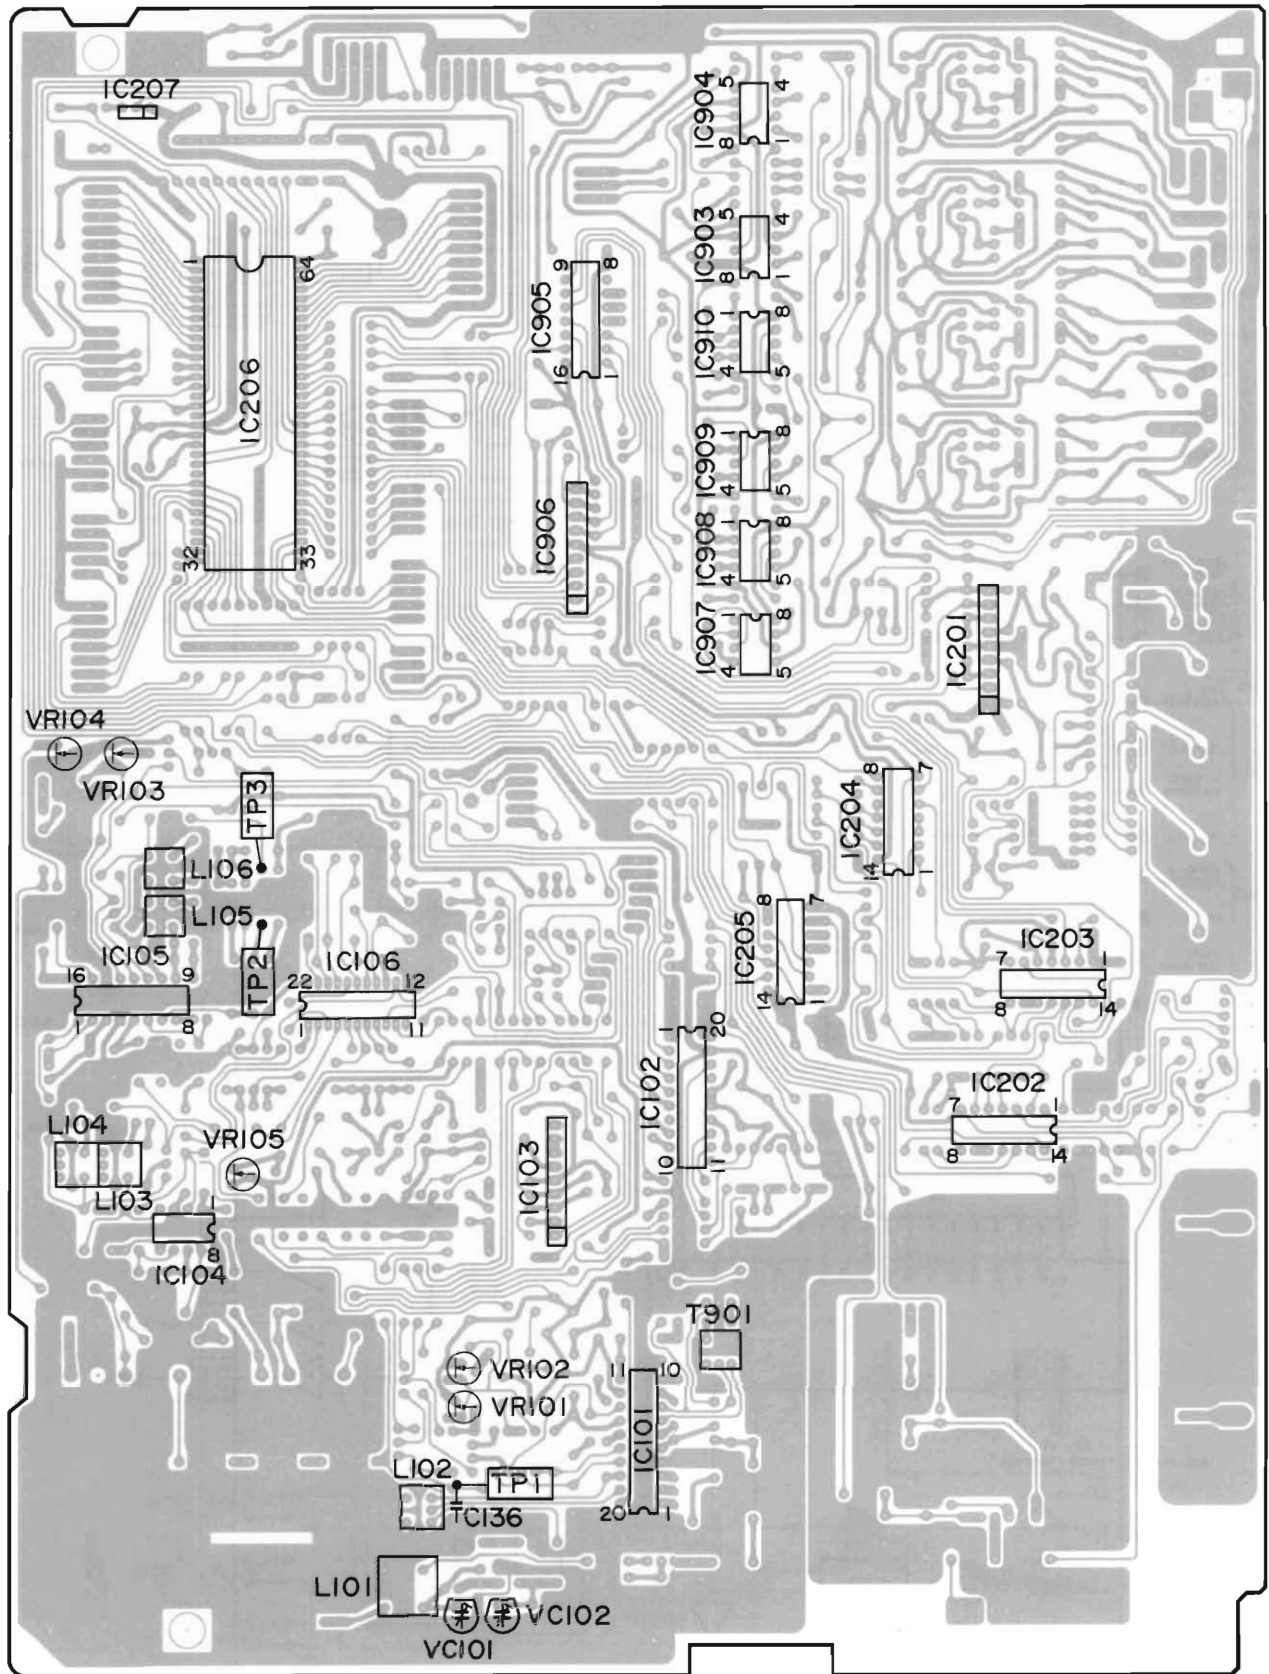 IC207
IC904
5
4
8
1
IC903
5
4
8
1
1
64
IC206
32
33
IC905
9
8
16
1
IC910
1
8
4
5
IC909
1
8
4
5
IC906
IC908
1
8
4
5
IC907
1
8
4
5
IC201
VR104
VR103
TP3
IC204
8
7
14
1
L106
L105
IC105
16
9
1
8
TP2
IC106
22
12
1
11
IC205
8
7
14
1
IC203
7
1
8
14
IC102
1
20
10
11
IC202
7
1
8
14
L104
VR105
L103
IC103
1
8
IC104
T901
VR102
VR101
11
10
IC101
20
1
L102
TP1
C136
L101
VC102
VC101